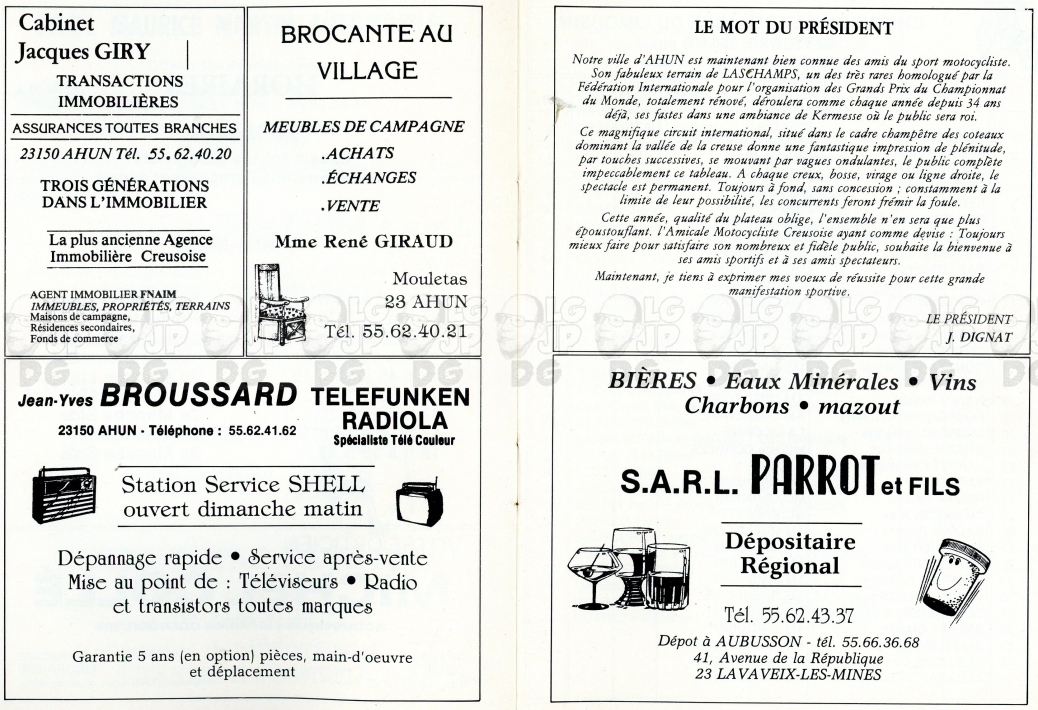 Cabinet
Jacques GIRY
TRANSACTIONS
IMMOBILIÈRES
ASSURANCES TOUTES BRANCHES
23150 AHUN Tél. 55.62.40.20
TROIS GÉNÉRATIONS
DANS L'IMMOBILIER
La plus ancienne Agence
Immobilière Creusoise
AGENT IMMOBILIER FNAIM
IMMEUBLES, PROPRIÉTÉS, TERRAINS
Maisons de campagne,
Résidences secondaires,
Fonds de commerce
BROCANTE AU
VILLAGE
MEUBLES DE CAMPAGNE
.ACHATS
.ÉCHANGES
.VENTE
Mme René GIRAUD
Mouletas
23 AHUN
Tél. 55.62.40.21
Jean-Yves BROUSSARD TELEFUNKEN
RADIOLA
23150 AHUN - Téléphone : 55.62.41.62
Spécialiste Télé Couleur
Station Service SHELL
ouvert dimanche matin
Dépannage rapide • Service après-vente
Mise au point de : Téléviseurs • Radio
et transistors toutes marques
Garantie 5 ans (en option) pièces, main-d'oeuvre
et déplacement
LE MOT DU PRÉSIDENT
Notre ville d'AHUN est maintenant bien connue des amis du sport motocycliste.
Son fabuleux terrain de LASCHAMPS, un des très rares homologué par la
Fédération Internationale pour l'organisation des Grands Prix du Championnat
du Monde, totalement rénové, déroulera comme chaque année depuis 34 ans
déjà, ses fastes dans une ambiance de Kermesse où le public sera roi.
Ce magnifique circuit international, situé dans le cadre champêtre des coteaux
dominant la vallée de la creuse donne une fantastique impression de plénitude,
par touches successives, se mouvant par vagues ondulantes, le public complète
impeccablement ce tableau. A chaque creux, bosse, virage ou ligne droite, le
spectacle est permanent. Toujours à fond, sans concession ; constamment à la
limite de leur possibilité, les concurrents feront frémir la foule.
Cette année, qualité du plateau oblige, l'ensemble n'en sera que plus
époustouflant. l'Amicale Motocycliste Creusoise ayant comme devise : Toujours
mieux faire pour satisfaire son nombreux et fidèle public, souhaite la bienvenue à
ses amis sportifs et à ses amis spectateurs.
Maintenant, je tiens à exprimer mes voeux de réussite pour cette grande
manifestation sportive.
LE PRÉSIDENT
J. DIGNAT
BIÈRES • Eaux Minérales • Vins
Charbons • mazout
S.A.R.L. PARROT et FILS
Dépositaire
Régional
Tél. 55.62.43.37
Dépot à AUBUSSON - tél. 55.66.36.68
41, Avenue de la République
23 LAVAVEIX-LES-MINES